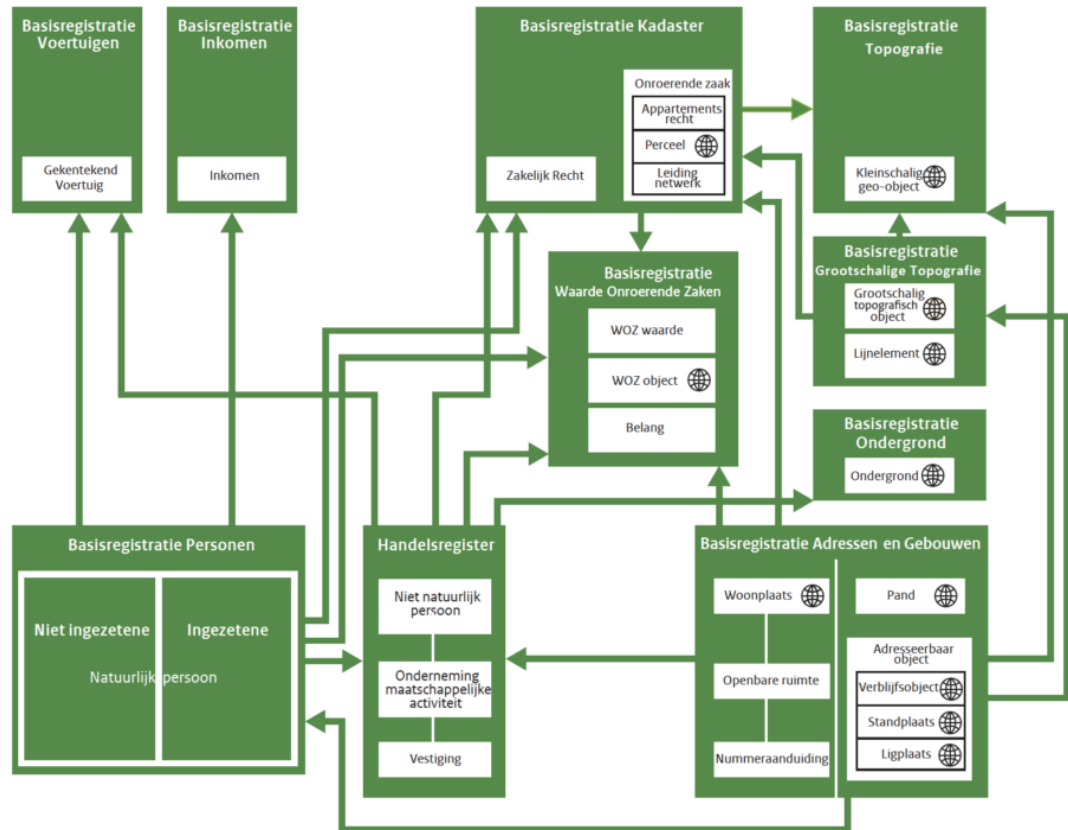 Basisregistratie
Voertuigen
Gekentekend
Voertuig
Basisregistratie
Inkomen
Inkomen
Basisregistratie Kadaster
Onroerende zaak
Appartements
recht
Perceel
Leiding
netwerk
Zakelijk Recht
Basisregistratie
Topografie
Kleinschalig
geo-object
Basisregistratie
Grootschalige Topografie
Grootschalig
topografisch
object
Lijnelement
Basisregistratie
Waarde Onroerende Zaken
WOZ waarde
WOZ object
Belang
Basisregistratie
Ondergrond
Ondergrond
Basisregistratie Personen
Niet ingezetene
Ingezetene
Natuurlijk persoon
Handelsregister
Niet natuurlijk
persoon
Onderneming
maatschappelijke
activiteit
Vestiging
Basisregistratie Adressen en Gebouwen
Woonplaats
Openbare ruimte
Nummeraanduiding
Pand
Adresseerbaar
object
Verblijfsobject
Standplaats
Ligplaats